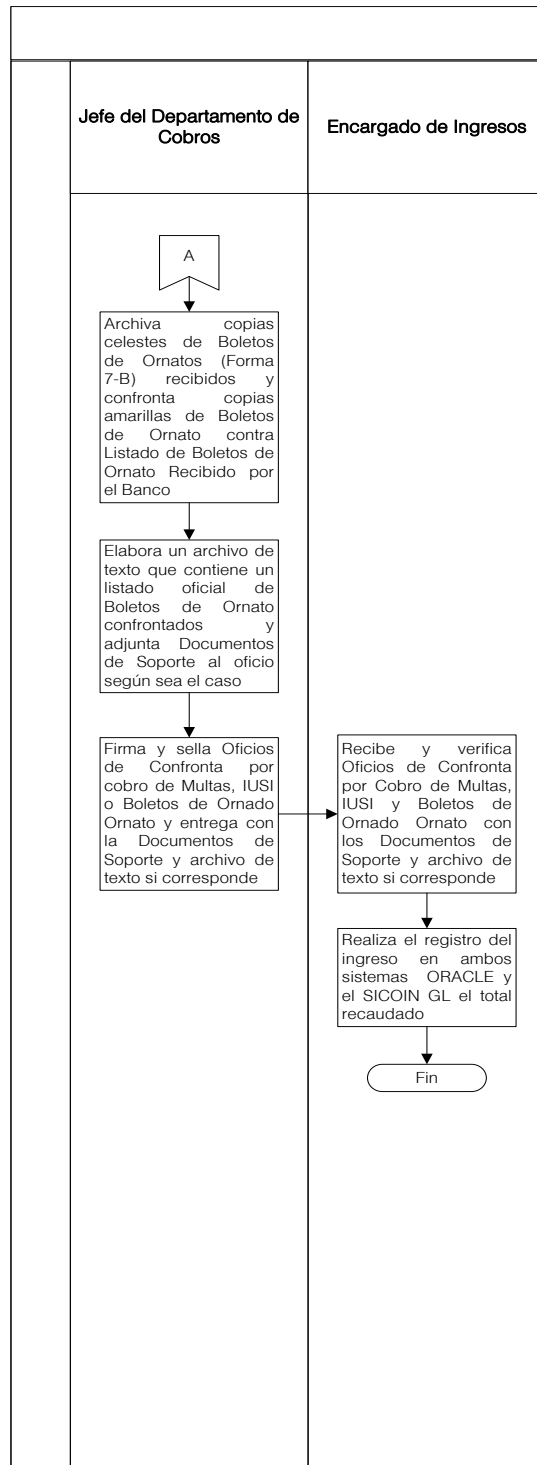 Jefe del Departamento de
Cobros
Encargado de Ingresos
A
Archiva copias
celestes de Boletos
de Ornatos (Forma
7-B) recibidos y
confronta copias
amarillas de Boletos
de Ornato contra
Listado de Boletos de
Ornato Recibido por
el Banco
Elabora un archivo de
texto que contiene un
listado oficial de
Boletos de Ornato
confrontados y
adjunta Documentos
de Soporte al oficio
según sea el caso
Firma y sella Oficios
de Confronta por
cobro de Multas, IUSI
o Boletos de Ornado
Ornato y entrega con
la Documentos de
Soporte y archivo de
texto si corresponde
Recibe y verifica
Oficios de Confronta
por Cobro de Multas,
IUSI y Boletos de
Ornado Ornato con
los Documentos de
Soporte y archivo de
texto si corresponde
Realiza el registro del
ingreso en ambos
sistemas ORACLE y
el SICOIN GL el total
recaudado
Fin